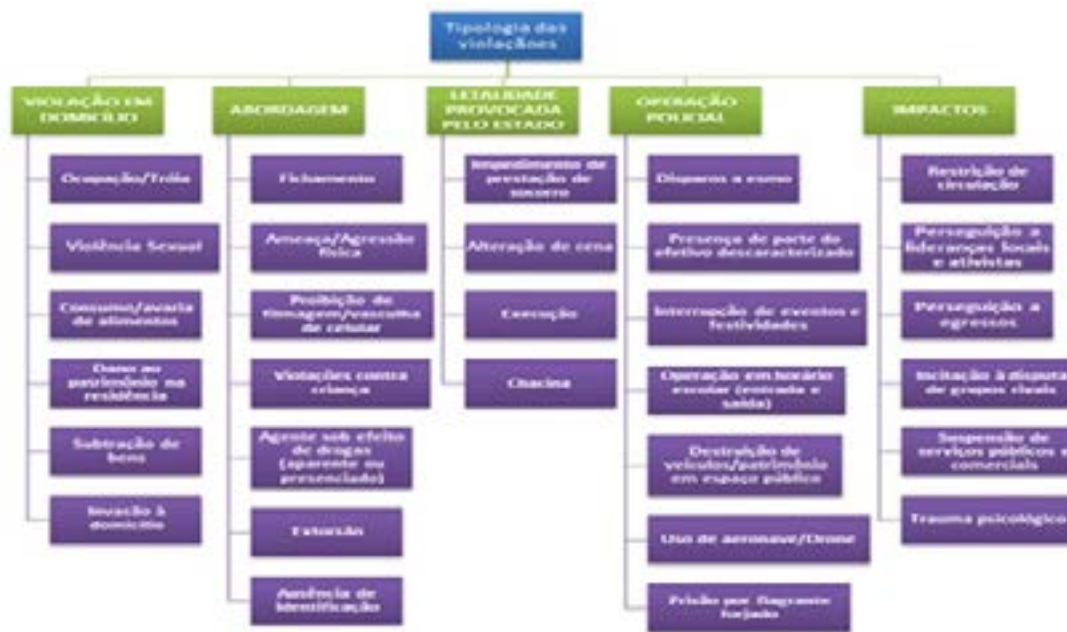 Tipologia das
violaçãoes
VIOLAÇÃO EM
DOMICÍLIO
Ocupação/Tróia
Violência Sexual
Consumo/avaria
de alimentos
Dano ao
patrimônio na
residência
Subtração de
bens
Invasão à
domicílio
ABORDAGEM
Fichamento
Ameaça/Agressão
física
Proibição de
filmagem/vasculha
de celular
Violações contra
criança
Agente sob efeito
de drogas
(aparente ou
presenciado)
Extorsão
Ausência de
Identificação
LETALIDADE
PROVOCADA
PELO ESTADO
Impedimento de
prestação de
socorro
Alteração de cena
Execução
Chacina
OPERAÇÃO
POLICIAL
Disparos a esmo
Presença de parte do
efetivo descaracterizado
Interrupção de eventos e
festividades
Operação em horário
escolar (entrada e
saída)
Destruição de
veículos/patrimônio
em espaço público
Uso de aeronave/Drone
Prisão por flagrante
forjado
IMPACTOS
Restrição de
circulação
Perseguição a
lideranças locais
e ativistas
Perseguição a
egressos
Incitação à disputa
de grupos rivais
Suspensão de
serviços públicos e
comerciais
Trauma psicológico